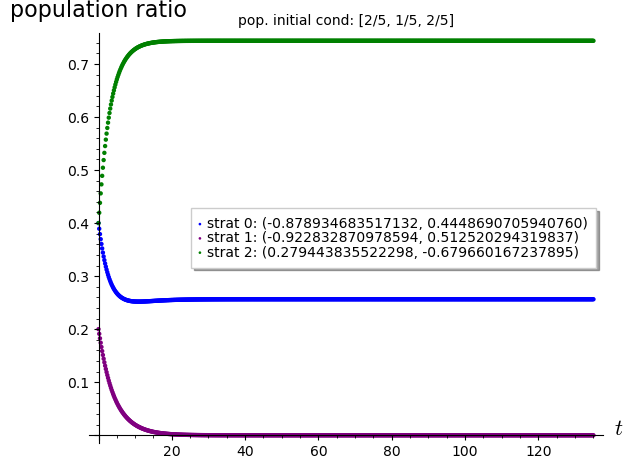 population ratio
pop. initial cond: [2/5, 1/5, 2/5]
0.7
0.6
0.5
0.4
0.3
0.2
0.1
strat 0: (-0.878934683517132, 0.4448690705940760)
strat 1: (-0.922832870978594, 0.512520294319837)
strat 2: (0.279443835522298, -0.679660167237895)
20
40
60
80
100
120
t